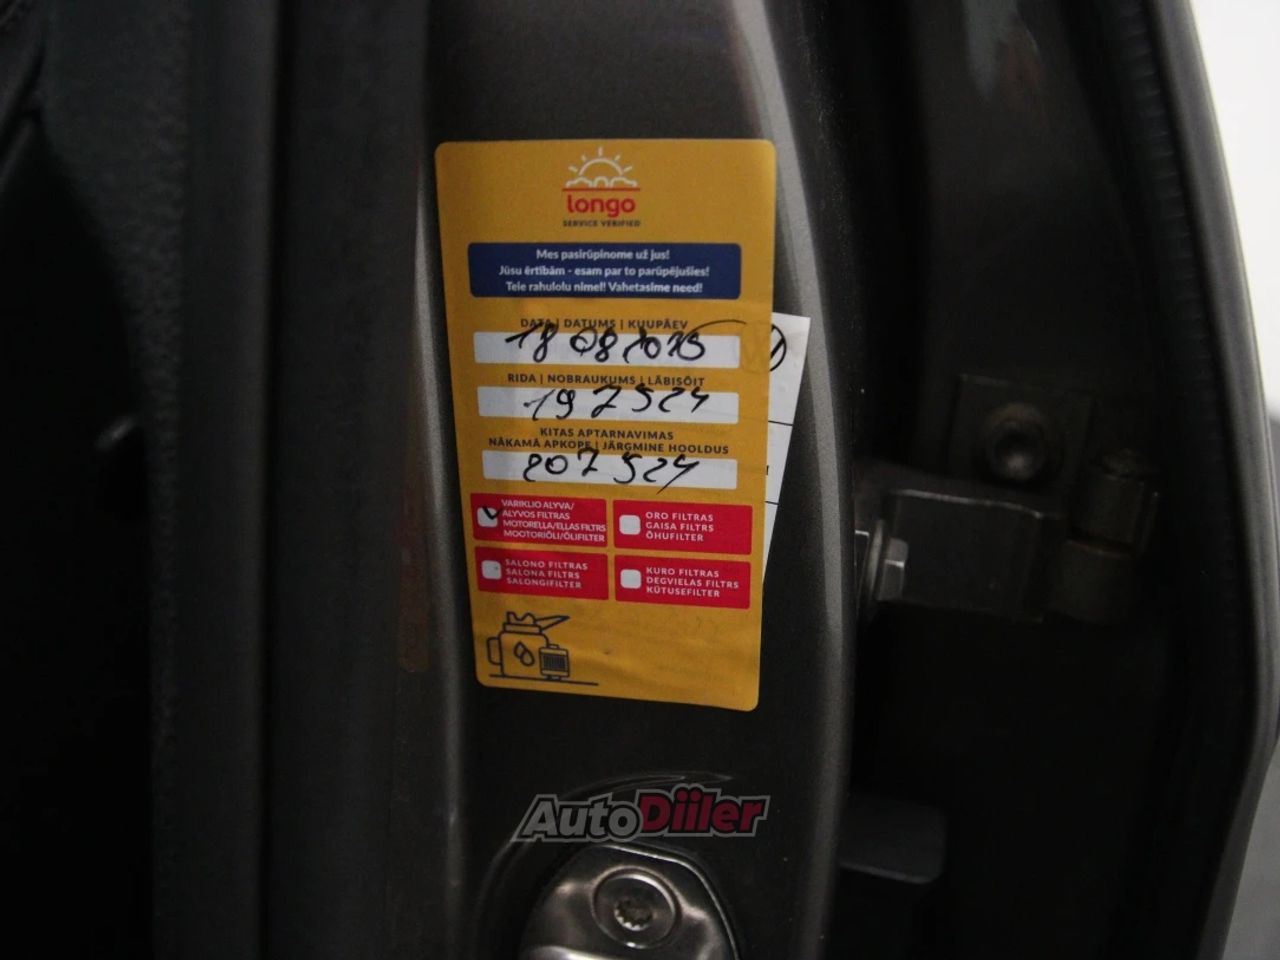 longo
SERVICE VERIFIED
Mes pasirūpinome už jus!
Jūsu ērtībām - esam par to parūpējušies!
Teie rahulolu nimel! Vahetasime need!
DATA | DATUMS | KUUPÄEV
18 08 2025
RIDA | NOBRAUKUMS | LÄBISÕIT
197524
KITAS APTARNAVIMAS
NĀKAMĀ APKOPE | JÄRGMINE HOOLDUS
207524
VARIKLIO ALYVA/
ALYVOS FILTRAS
MOTOREĻĻA/EĻĻAS FILTRS
MOOTORIÕLI/ÕLIFILTER
ORO FILTRAS
GAISA FILTRS
ÕHUFILTER
SALONO FILTRAS
SALONA FILTRS
SALONGIFILTER
KURO FILTRAS
DEGVIELAS FILTRS
KÜTUSEFILTER
AutoDiiler